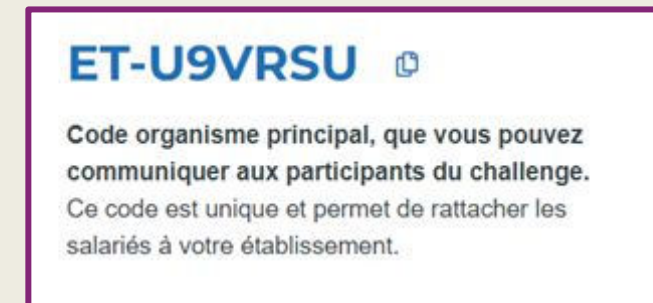 ET-U9VRSU
Code organisme principal, que vous pouvez
communiquer aux participants du challenge.
Ce code est unique et permet de rattacher les
salariés à votre établissement.